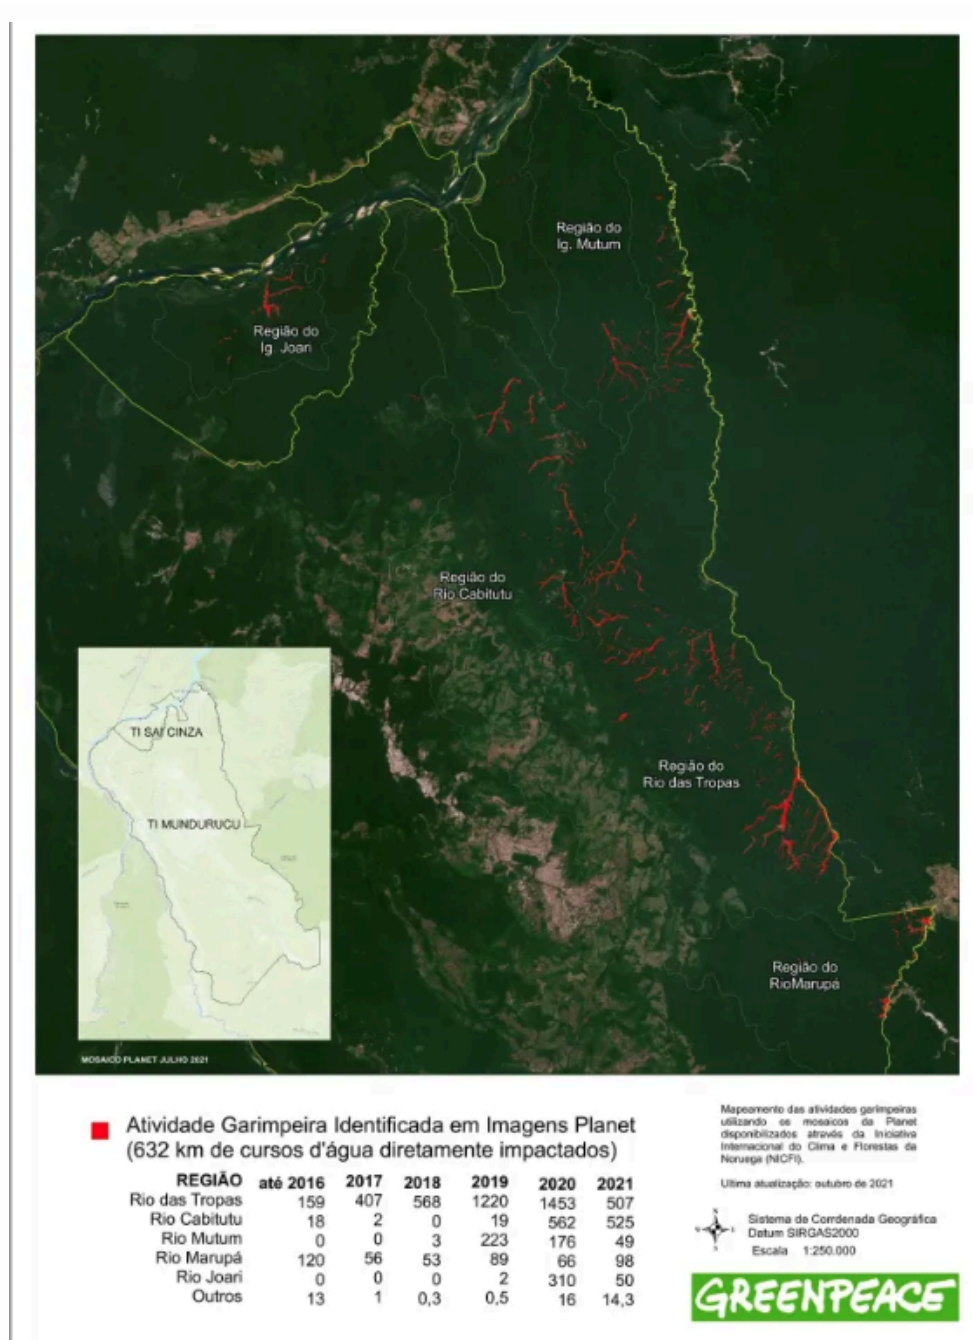 Região do
Ig. Mutum
Região do
Ig. Joari
Região do
Rio Cabitutu
TI SAI CINZA
TI MUNDURUCU
Região do
Rio das Tropas
Região do
RioMarupá
MOSAICO PLANET JULHO 2021
Atividade Garimpeira Identificada em Imagens Planet
(632 km de cursos d'água diretamente impactados)
REGIÃO até 2016 2017 2018 2019 2020 2021
Rio das Tropas 159 407 568 1220 1453 507
Rio Cabitutu 18 2 0 19 562 525
Rio Mutum 0 0 3 223 176 49
Rio Marupá 120 56 53 89 66 98
Rio Joari 0 0 0 2 310 50
Outros 13 1 0,3 0,5 16 14,3
Mapeamento das atividades garimpeiras
utilizando os mosaicos da Planet
disponibilizados através da Iniciativa
Internacional do Clima e Florestas da
Noruega (NICFI).
Ultima atualização: outubro de 2021
N
S
Sistema de Corrdenada Geográfica
Datum SIRGAS2000
Escala 1:250.000
GREENPEACE